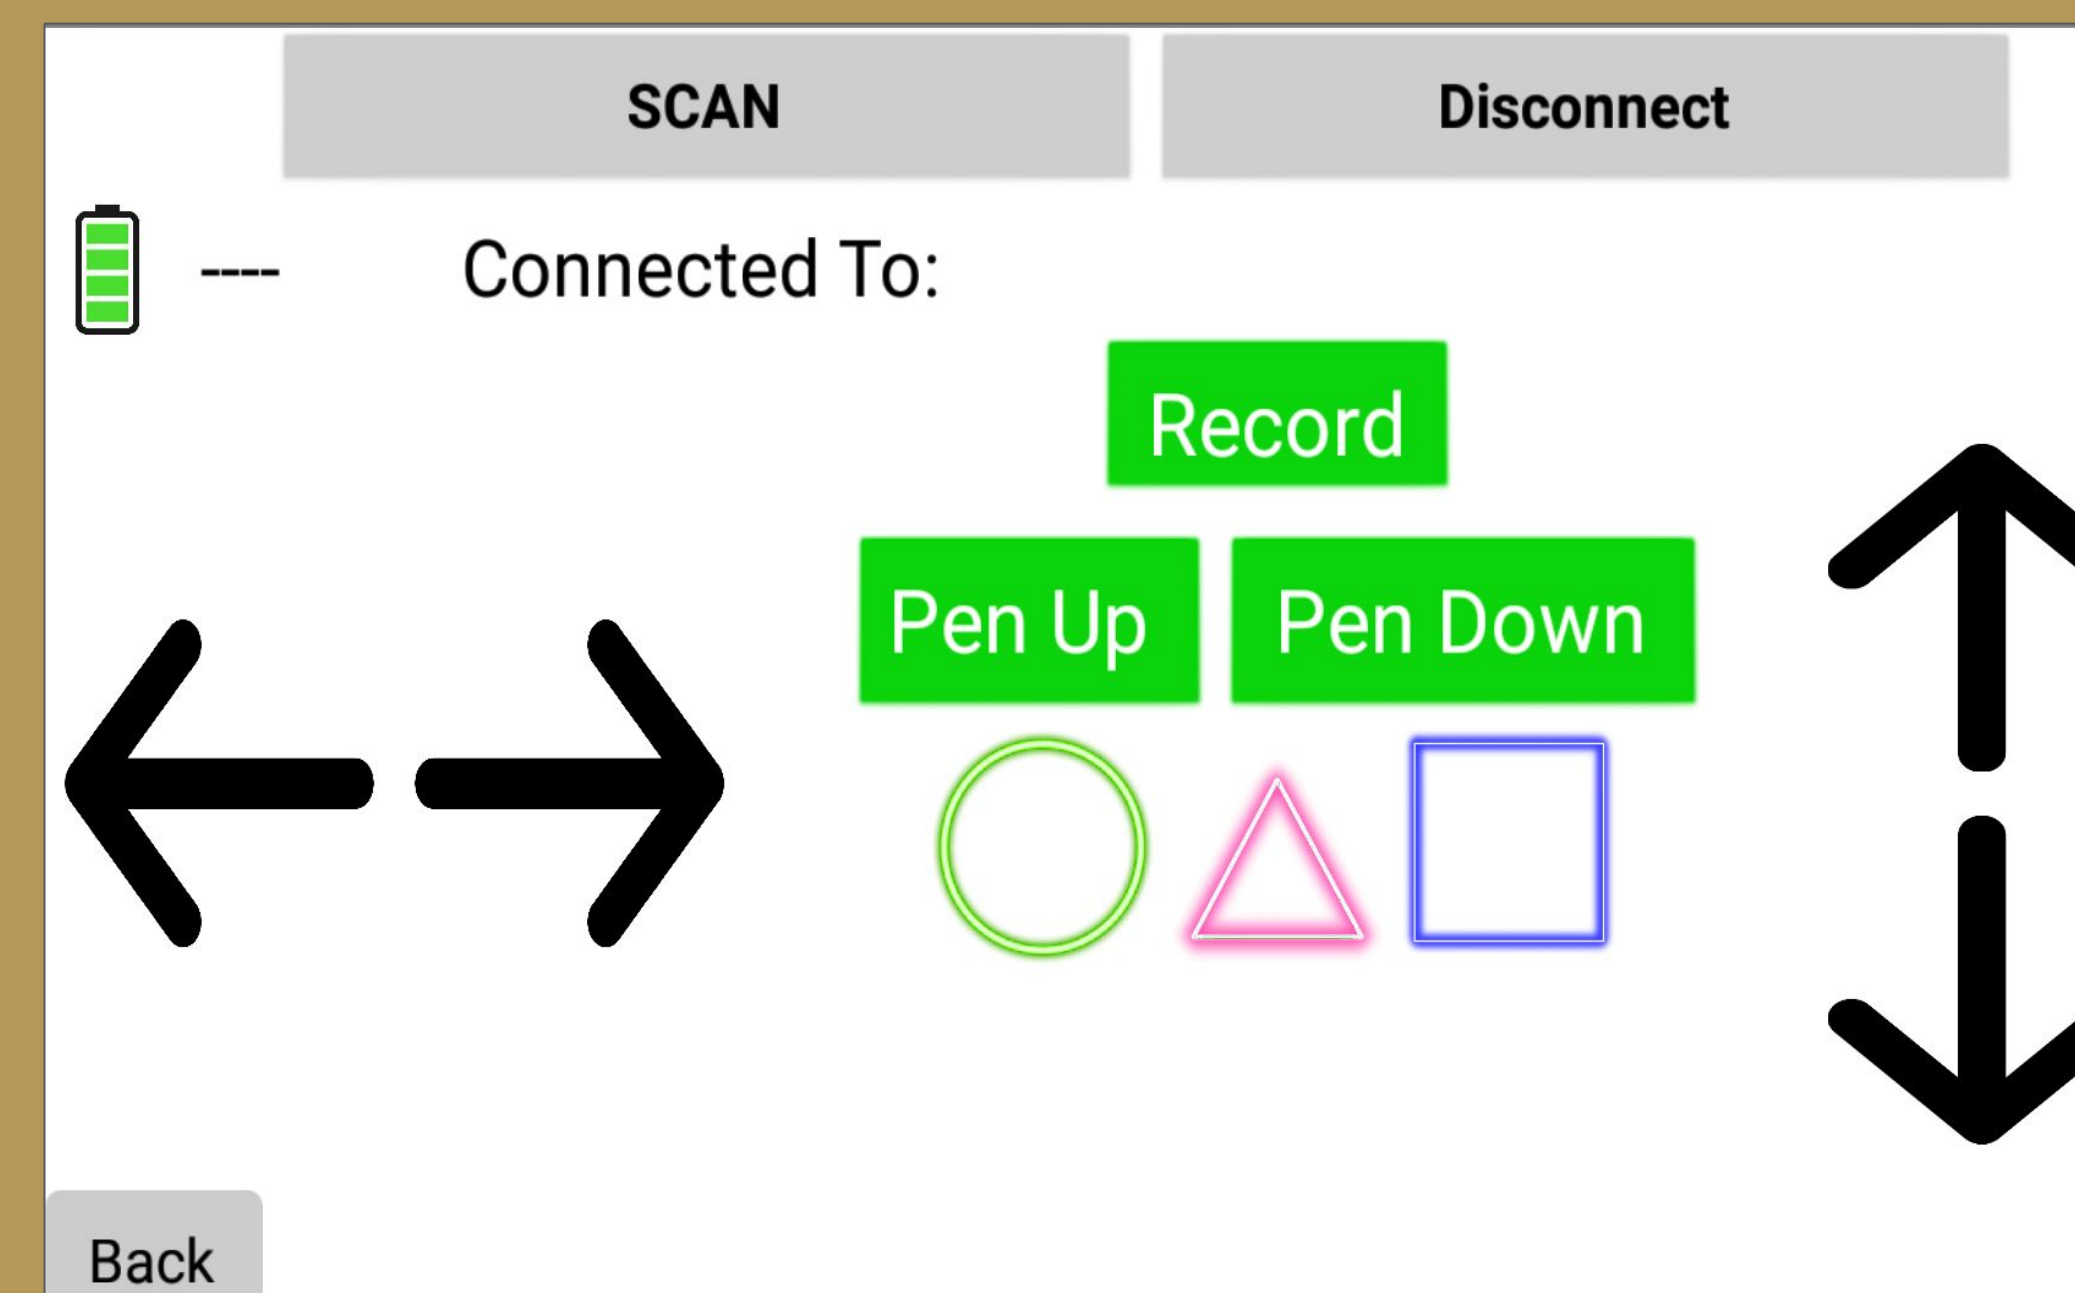 SCAN
Disconnect
---- Connected To:
Record
Pen Up
Pen Down
Back